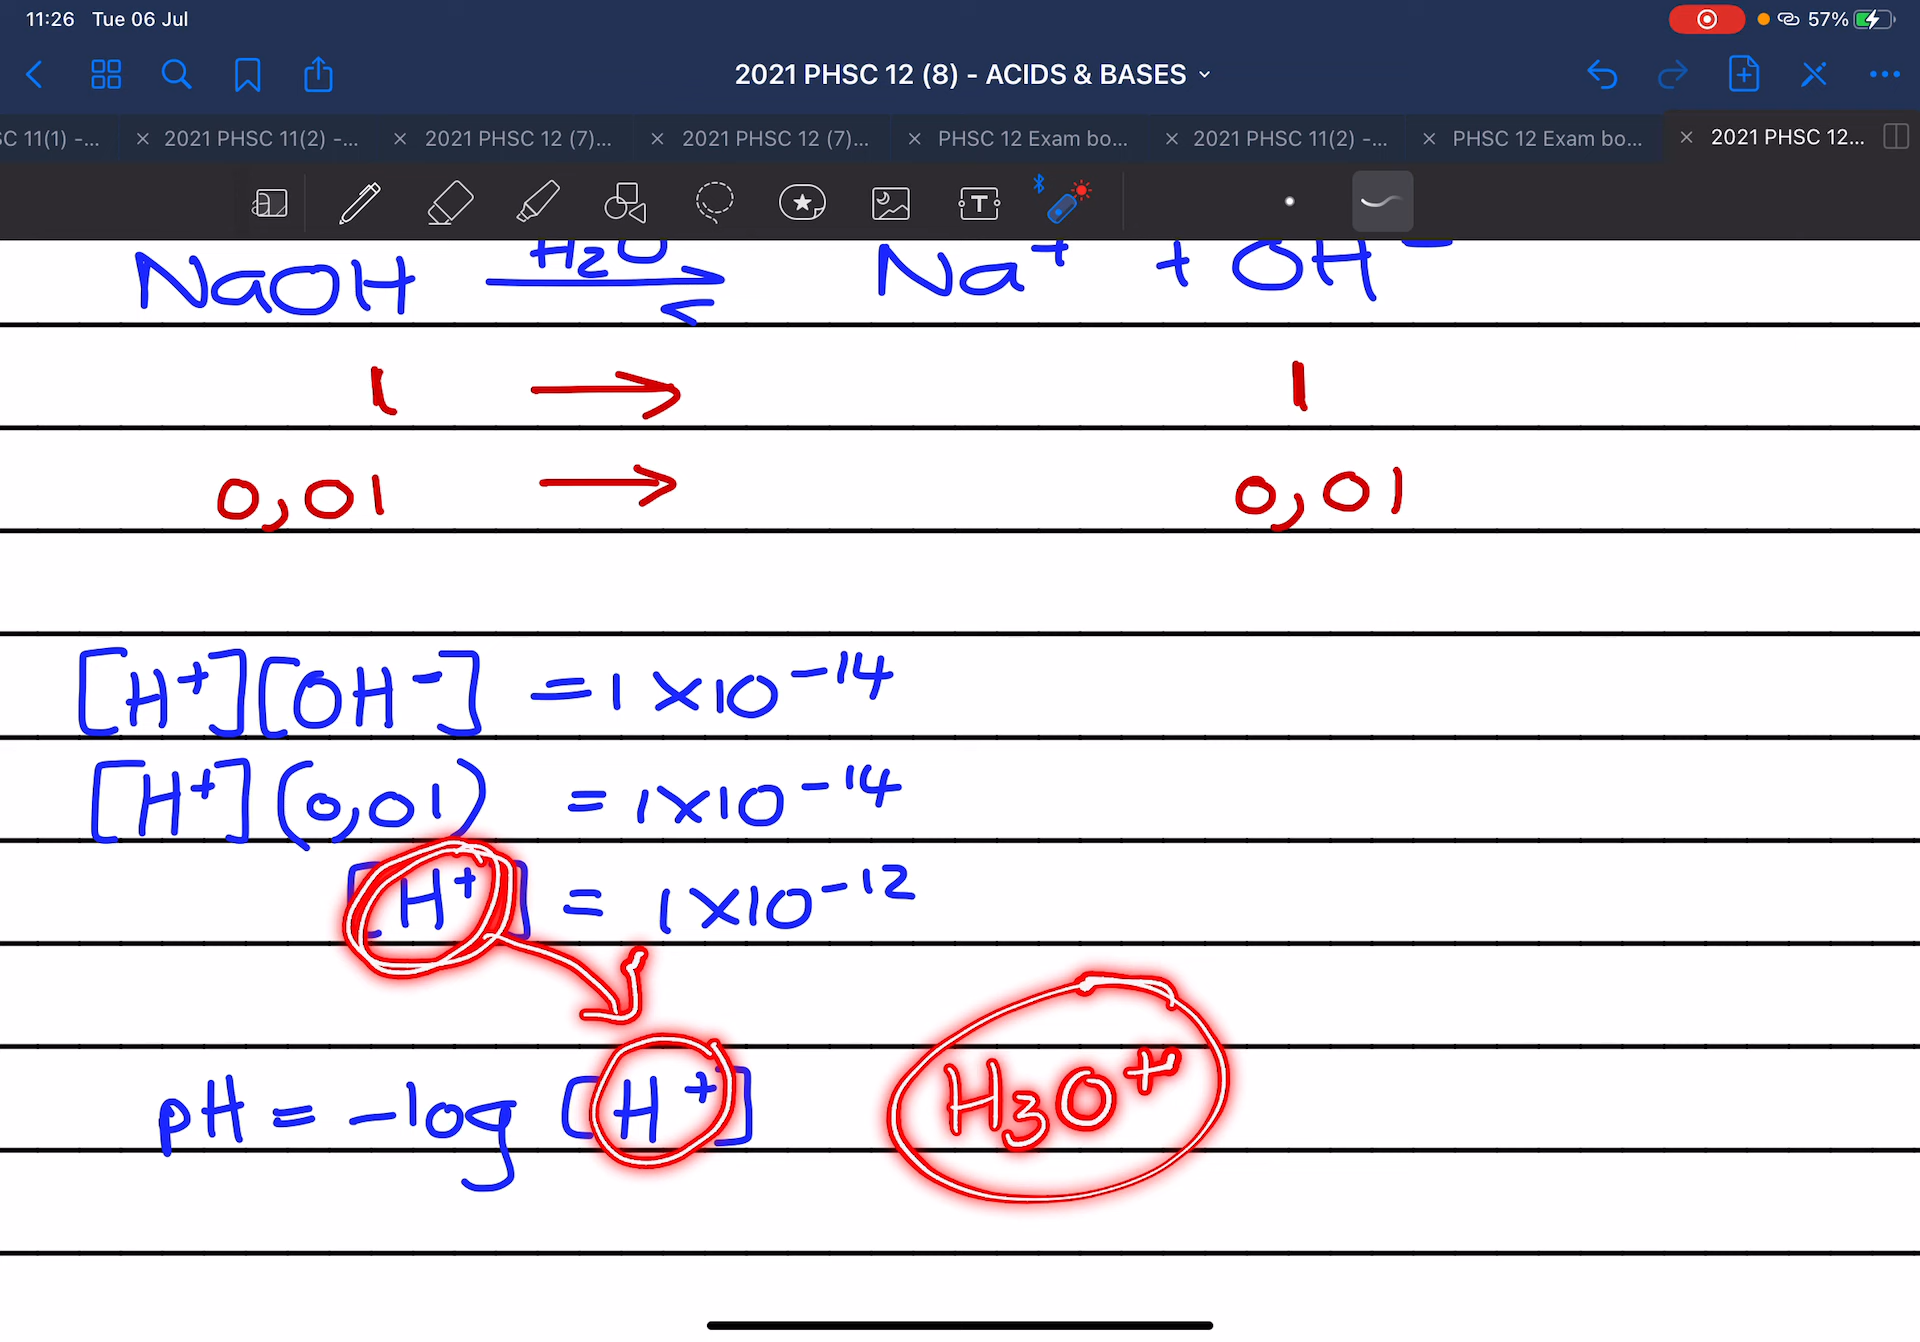 11:26 Tue 06 Jul 57%
2021 PHSC 12 (8) - ACIDS & BASES
SC 11(1) -... × 2021 PHSC 11(2) -... × 2021 PHSC 12 (7)... × 2021 PHSC 12 (7)... × PHSC 12 Exam bo... × 2021 PHSC 11(2) -... × PHSC 12 Exam bo... × 2021 PHSC 12...
T
NaOH H2O ⇌ Na⁺ + OH⁻
1 → 1
0,01 → 0,01
[H⁺][OH⁻] = 1 × 10⁻¹⁴
[H⁺](0,01) = 1×10⁻¹⁴
[H⁺] = 1×10⁻¹²
pH = -log [H⁺] H3O⁺